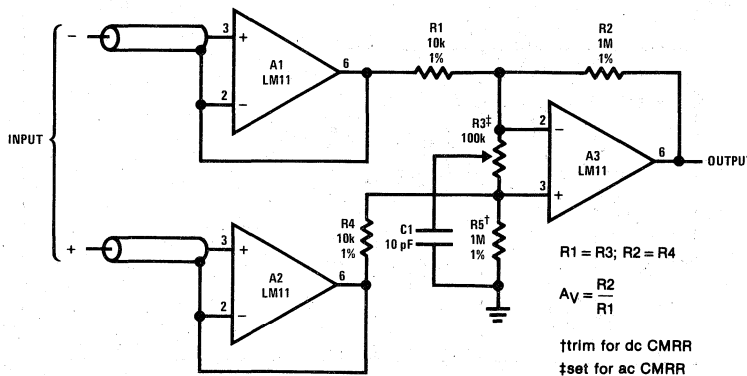 INPUT
−
3
+
A1
LM11
2
−
6
R1
10k
1%
R2
1M
1%
R3‡
100k
2
−
A3
LM11
3
+
6
OUTPUT
+
3
+
A2
LM11
2
−
6
R4
10k
1%
C1
10 pF
R5†
1M
1%
R1 = R3; R2 = R4
AV = R2
R1
†trim for dc CMRR
‡set for ac CMRR